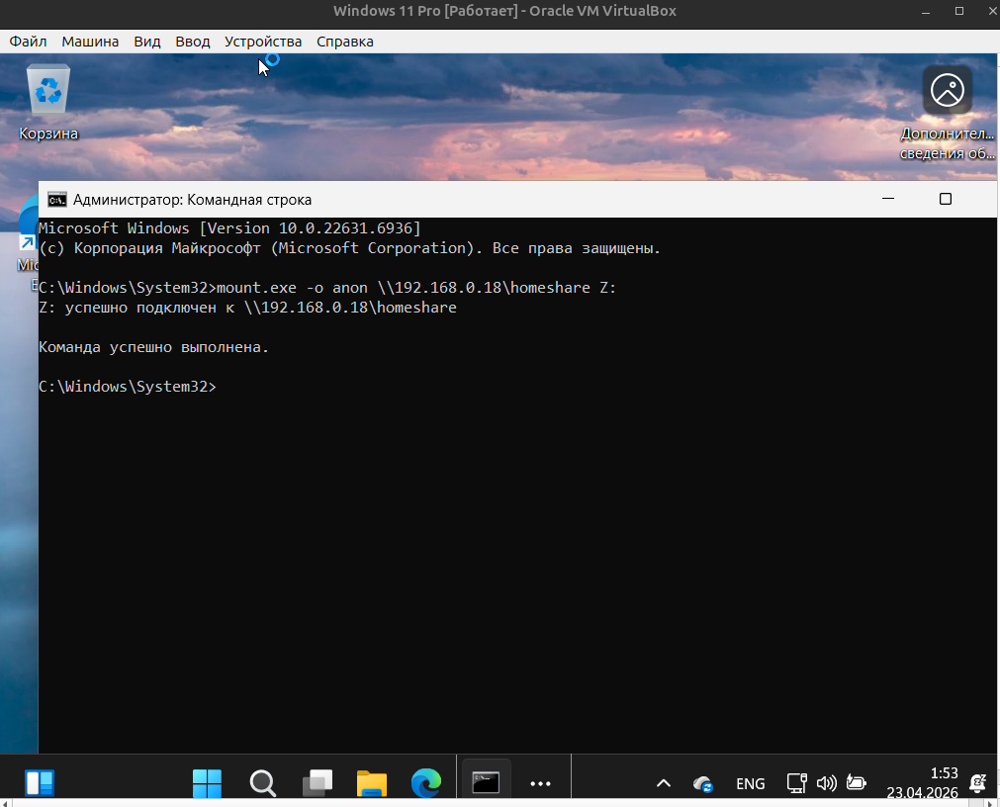 Windows 11 Pro [Работает] - Oracle VM VirtualBox
Файл Машина Вид Ввод Устройства Справка
Корзина
Дополнител...
сведения об...
Администратор: Командная строка
Microsoft Windows [Version 10.0.22631.6936]
(c) Корпорация Майкрософт (Microsoft Corporation). Все права защищены.
Mic
E
C:\Windows\System32>mount.exe -o anon \\192.168.0.18\homeshare Z:
Z: успешно подключен к \\192.168.0.18\homeshare
Команда успешно выполнена.
C:\Windows\System32>
ENG
1:53
23.04.2026